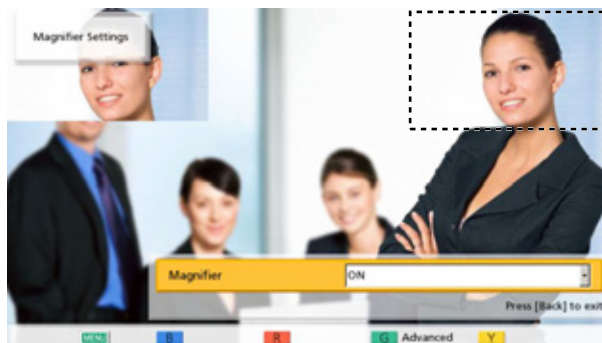 Magnifier Settings
Magnifier ON
Press [Back] to exit
MENU B R G Advanced Y